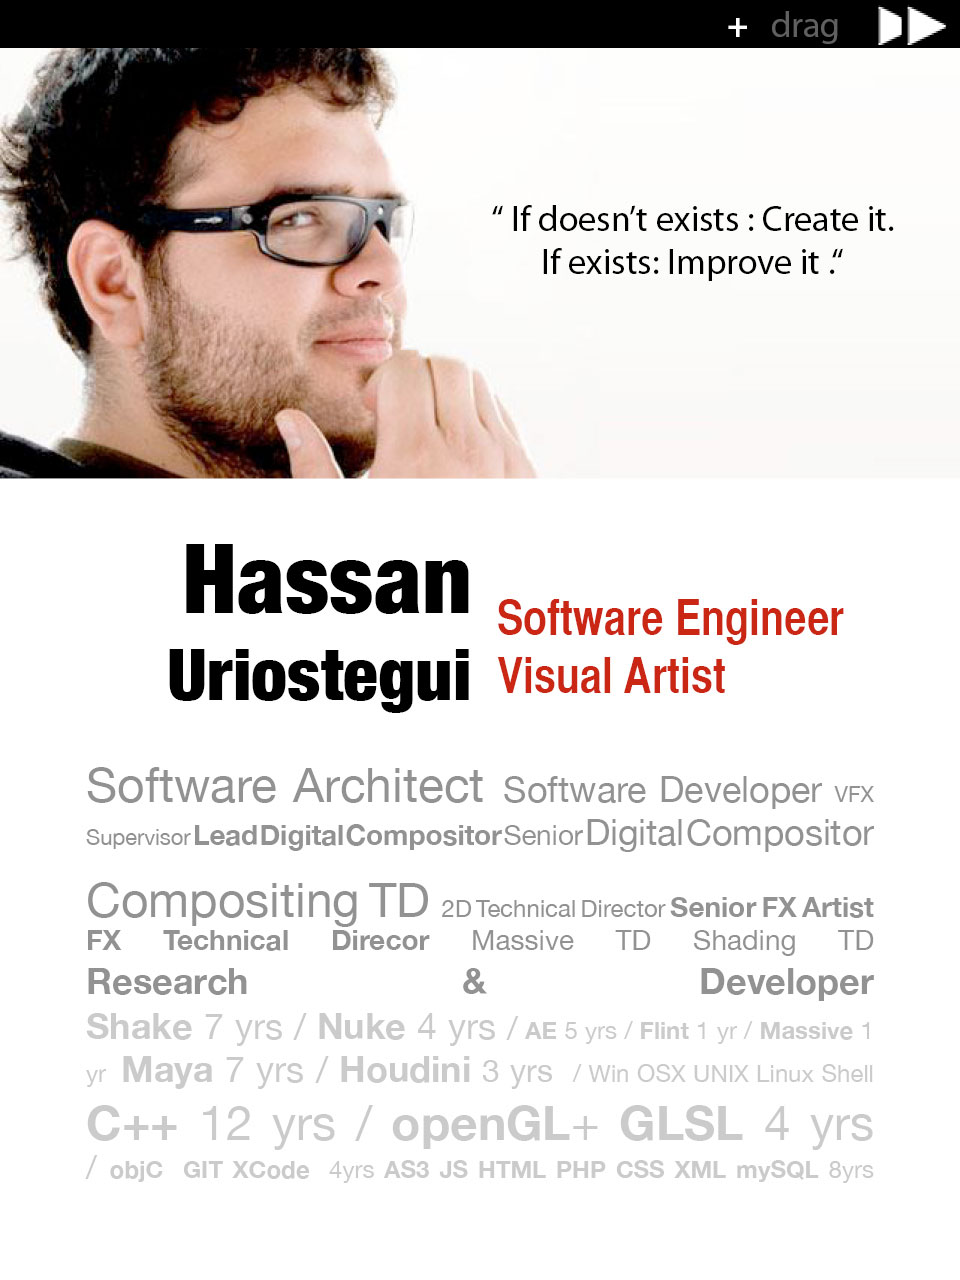 + drag
“ If doesn’t exists : Create it.
If exists: Improve it .“
Hassan
Uriostegui
Software Engineer
Visual Artist
Software Architect Software Developer VFX
Supervisor Lead Digital Compositor Senior Digital Compositor
Compositing TD 2D Technical Director Senior FX Artist
FX Technical Direcor Massive TD Shading TD
Research & Developer
Shake 7 yrs / Nuke 4 yrs / AE 5 yrs / Flint 1 yr / Massive 1
yr Maya 7 yrs / Houdini 3 yrs / Win OSX UNIX Linux Shell
C++ 12 yrs / openGL+ GLSL 4 yrs
/ objC GIT XCode 4yrs AS3 JS HTML PHP CSS XML mySQL 8yrs